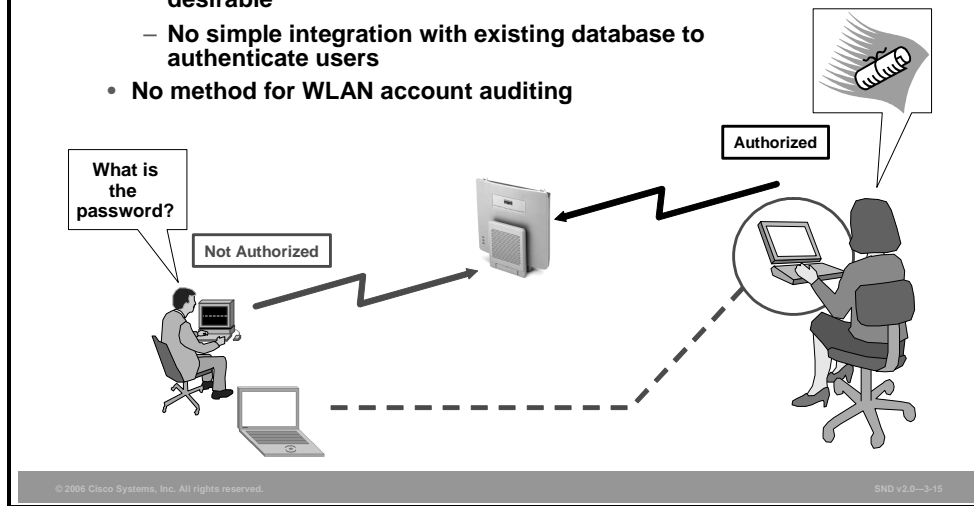 desirable
– No simple integration with existing database to
authenticate users
• No method for WLAN account auditing
Authorized
What is
the
password?
Not Authorized
© 2006 Cisco Systems, Inc. All rights reserved.
SND v2.0—3-15